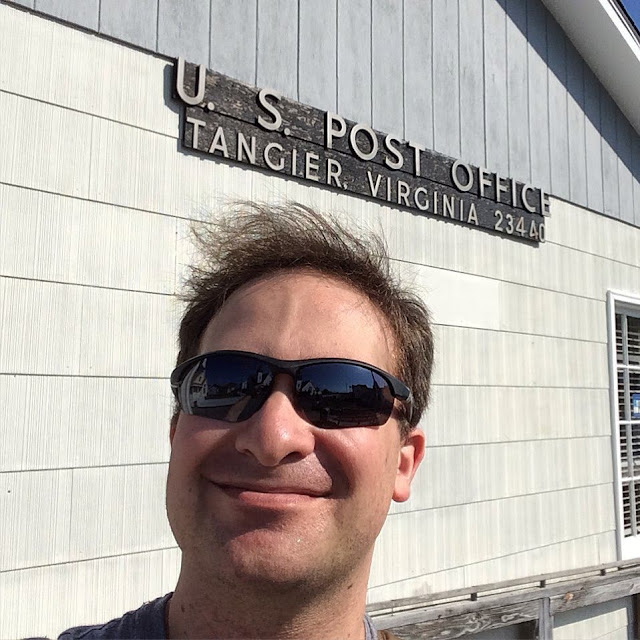 U. S. POST OFFICE
TANGIER, VIRGINIA 23440